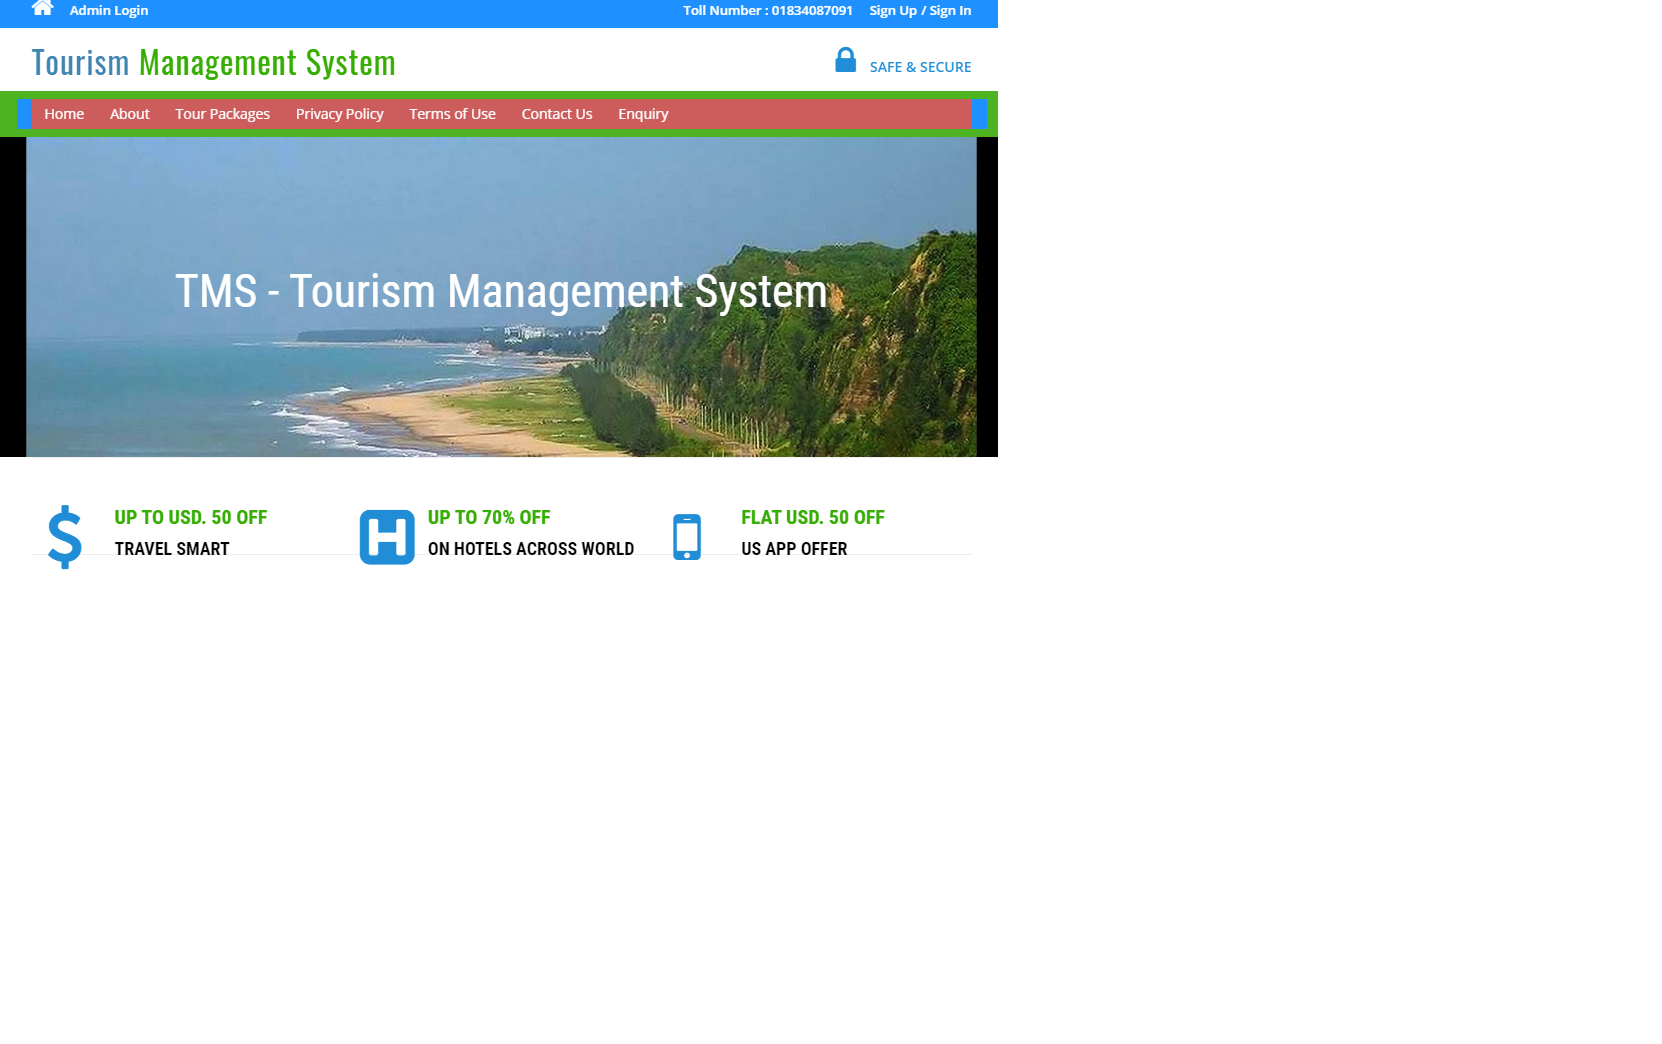 Admin Login
Toll Number : 01834087091 Sign Up / Sign In
Tourism Management System
SAFE & SECURE
Home About Tour Packages Privacy Policy Terms of Use Contact Us Enquiry
TMS - Tourism Management System
UP TO USD. 50 OFF
TRAVEL SMART
H
UP TO 70% OFF
ON HOTELS ACROSS WORLD
FLAT USD. 50 OFF
US APP OFFER